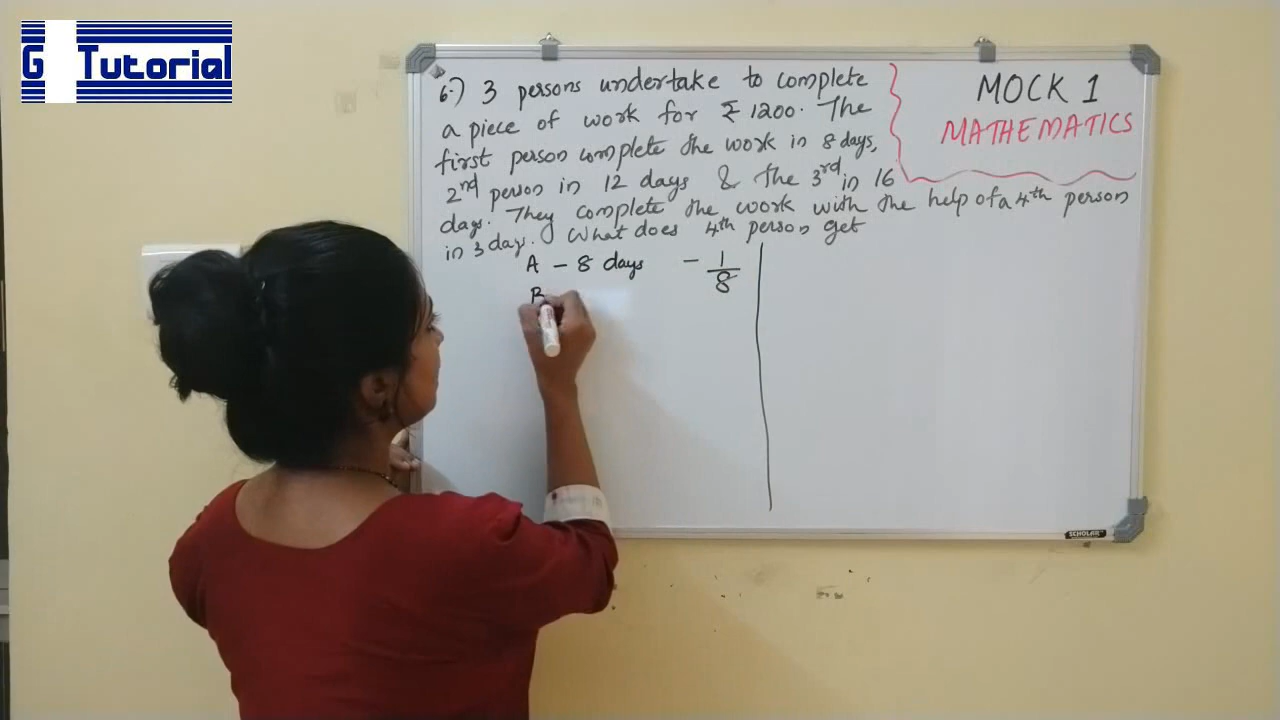 G Tutorial
6.) 3 persons undertake to complete
a piece of work for ₹ 1200. The
first person complete the work in 8 days,
2nd person in 12 days & the 3rd in 16
days. They complete the work with the help of a 4th person
in 3 days. What does 4th person get
MOCK 1
MATHEMATICS
A - 8 days - 1/8
B
SCHOLAR